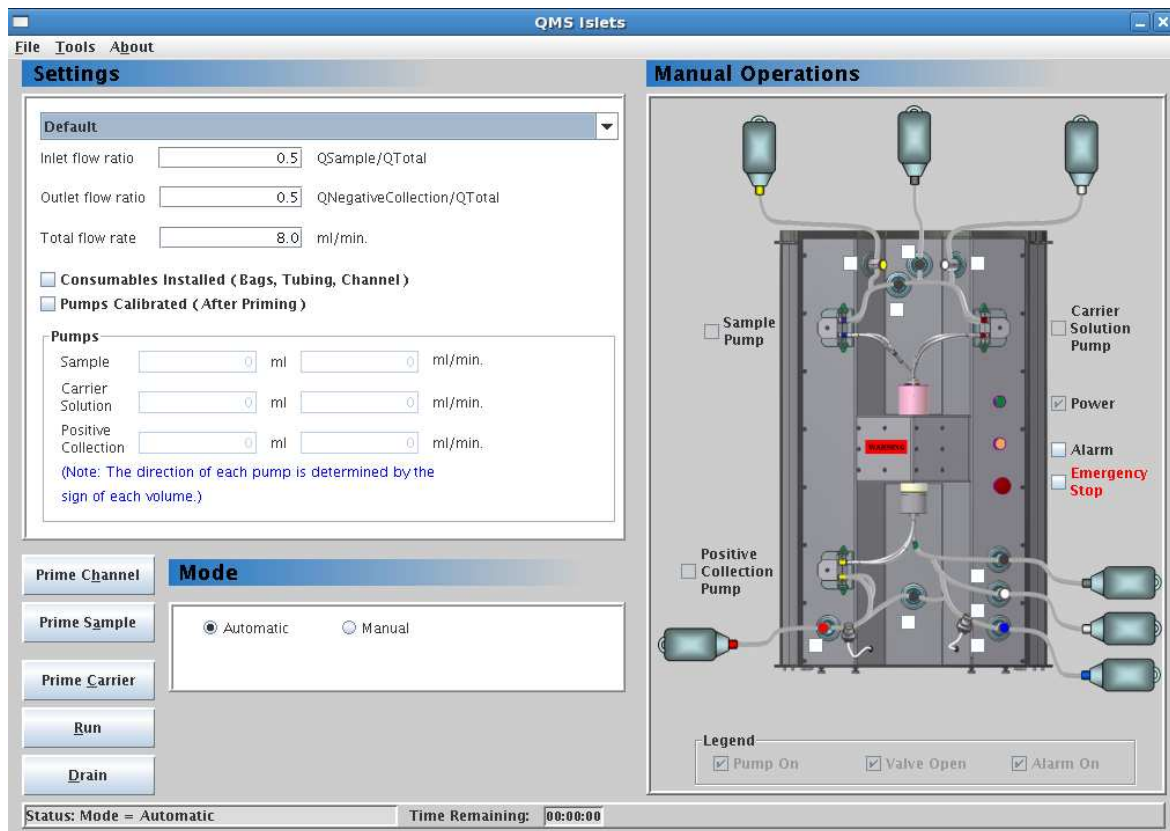 QMS Islets
File Tools About
Settings
Default
Inlet flow ratio 0.5 QSample/QTotal
Outlet flow ratio 0.5 QNegativeCollection/QTotal
Total flow rate 8.0 ml/min.
Consumables Installed (Bags, Tubing, Channel)
Pumps Calibrated (After Priming)
Pumps
Sample 0 ml 0 ml/min.
Carrier
Solution 0 ml 0 ml/min.
Positive
Collection 0 ml 0 ml/min.
(Note: The direction of each pump is determined by the
sign of each volume.)
Prime Channel
Prime Sample
Prime Carrier
Run
Drain
Mode
Automatic Manual
Manual Operations
Sample
Pump
Carrier
Solution
Pump
Power
WARNING
Alarm
Emergency
Stop
Positive
Collection
Pump
Legend
Pump On Valve Open Alarm On
Status: Mode = Automatic Time Remaining: 00:00:00